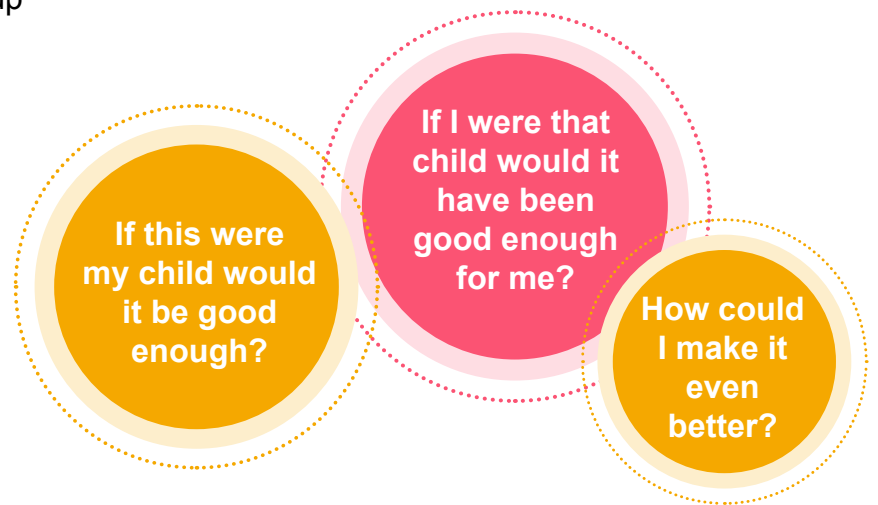 If this were
my child would
it be good
enough?
If I were that
child would it
have been
good enough
for me?
How could
I make it
even
better?